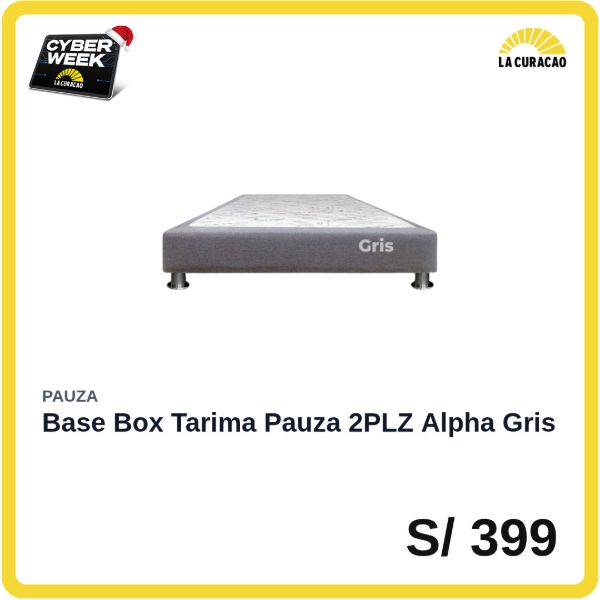 CYBER
WEEK
LA CURACAO
LA CURACAO
Gris
PAUZA
Base Box Tarima Pauza 2PLZ Alpha Gris
S/ 399